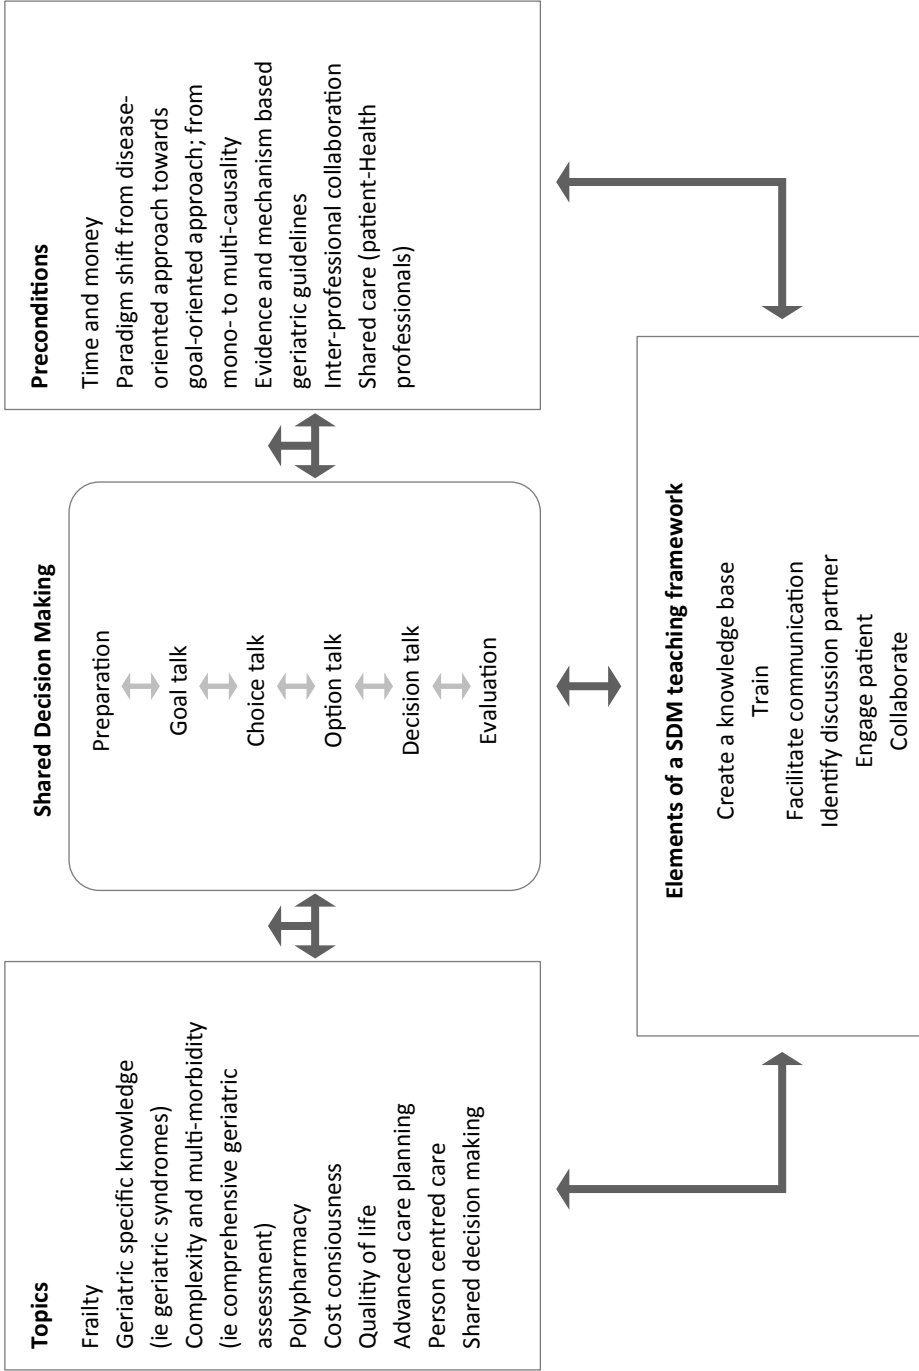 Topics
Frailty
Geriatric specific knowledge
(ie geriatric syndromes)
Complexity and multi-morbidity
(ie comprehensive geriatric
assessment)
Polypharmacy
Cost consiousness
Qualitiy of life
Advanced care planning
Person centred care
Shared decision making
Shared Decision Making
Preparation
Goal talk
Choice talk
Option talk
Decision talk
Evaluation
Preconditions
Time and money
Paradigm shift from disease-
oriented approach towards
goal-oriented approach; from
mono- to multi-causality
Evidence and mechanism based
geriatric guidelines
Inter-professional collaboration
Shared care (patient-Health
professionals)
Elements of a SDM teaching framework
Create a knowledge base
Train
Facilitate communication
Identify discussion partner
Engage patient
Collaborate